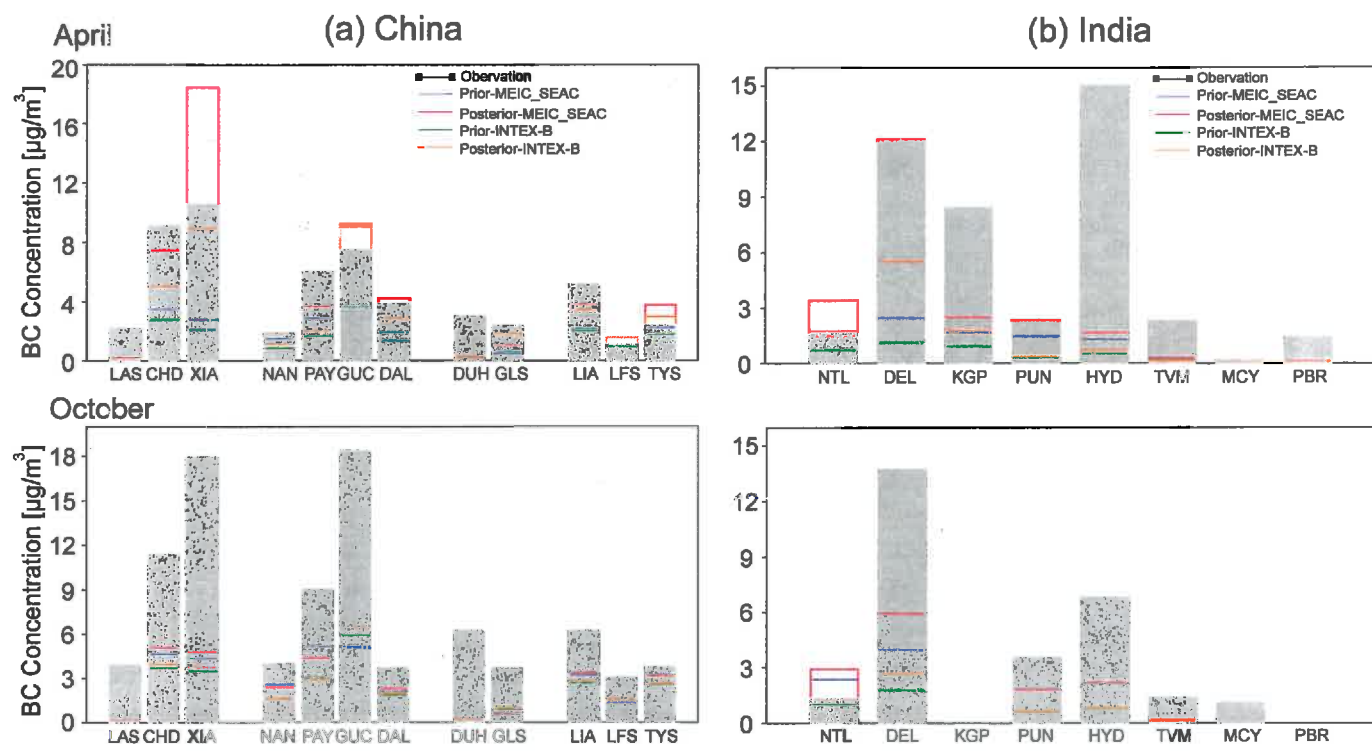 (a) China
(b) India
April
BC Concentration [µg/m³]
20
16
12
8
4
0
Obervation
Prior-MEIC_SEAC
Posterior-MEIC_SEAC
Prior-INTEX-B
Posterior-INTEX-B
LAS CHD XIA NAN PAY GUC DAL DUH GLS LIA LFS TYS
15
12
9
6
3
0
Obervation
Prior-MEIC_SEAC
Posterior-MEIC_SEAC
Prior-INTEX-B
Posterior-INTEX-B
NTL DEL KGP PUN HYD TVM MCY PBR
October
BC Concentration [µg/m³]
18
15
12
9
6
3
0
LAS CHD XIA NAN PAY GUC DAL DUH GLS LIA LFS TYS
15
12
9
6
3
0
NTL DEL KGP PUN HYD TVM MCY PBR